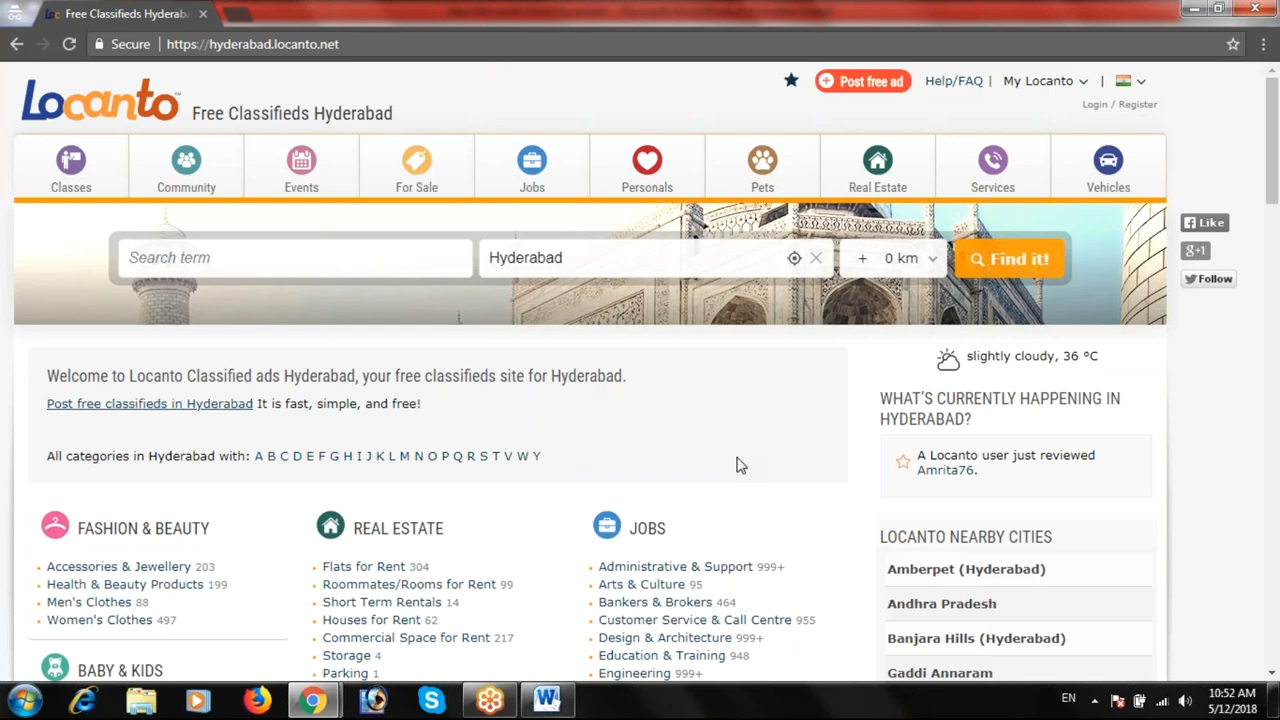 Free Classifieds Hyderaba
Secure
https://hyderabad.locanto.net
Locanto
Free Classifieds Hyderabad
Post free ad
Help/FAQ |
My Locanto
|
Login / Register
Classes
Community
Events
For Sale
Jobs
Personals
Pets
Real Estate
Services
Vehicles
Search term
Hyderabad
+ 0 km
Find it!
Like
g+1
Follow
Welcome to Locanto Classified ads Hyderabad, your free classifieds site for Hyderabad.
Post free classifieds in Hyderabad It is fast, simple, and free!
All categories in Hyderabad with: A B C D E F G H I J K L M N O P Q R S T V W Y
slightly cloudy, 36 °C
WHAT'S CURRENTLY HAPPENING IN
HYDERABAD?
A Locanto user just reviewed
Amrita76.
FASHION & BEAUTY
Accessories & Jewellery 203
Health & Beauty Products 199
Men's Clothes 88
Women's Clothes 497
BABY & KIDS
REAL ESTATE
Flats for Rent 304
Roommates/Rooms for Rent 99
Short Term Rentals 14
Houses for Rent 62
Commercial Space for Rent 217
Storage 4
Parking 1
JOBS
Administrative & Support 999+
Arts & Culture 95
Bankers & Brokers 464
Customer Service & Call Centre 955
Design & Architecture 999+
Education & Training 948
Engineering 999+
LOCANTO NEARBY CITIES
Amberpet (Hyderabad)
Andhra Pradesh
Banjara Hills (Hyderabad)
Gaddi Annaram
EN
10:52 AM
5/12/2018